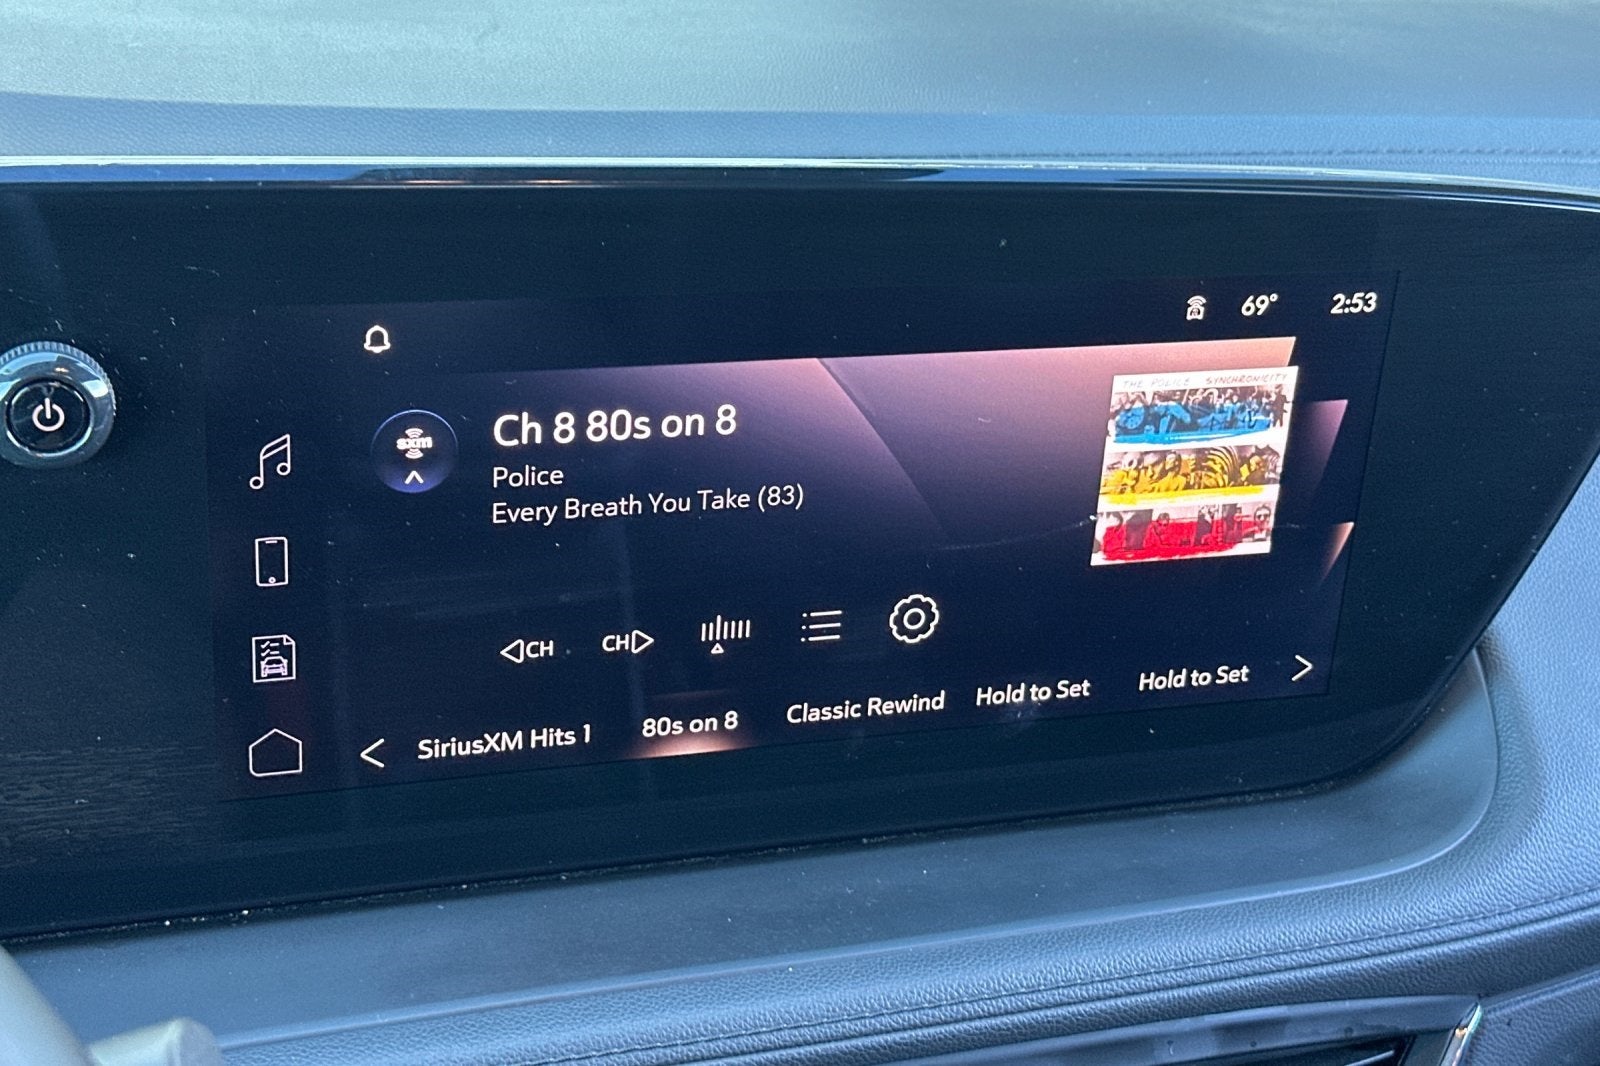 69° 2:53
sxm
Ch 8 80s on 8
Police
Every Breath You Take (83)
THE POLICE SYNCHRONICITY
CH CH
SiriusXM Hits 1 80s on 8 Classic Rewind Hold to Set Hold to Set